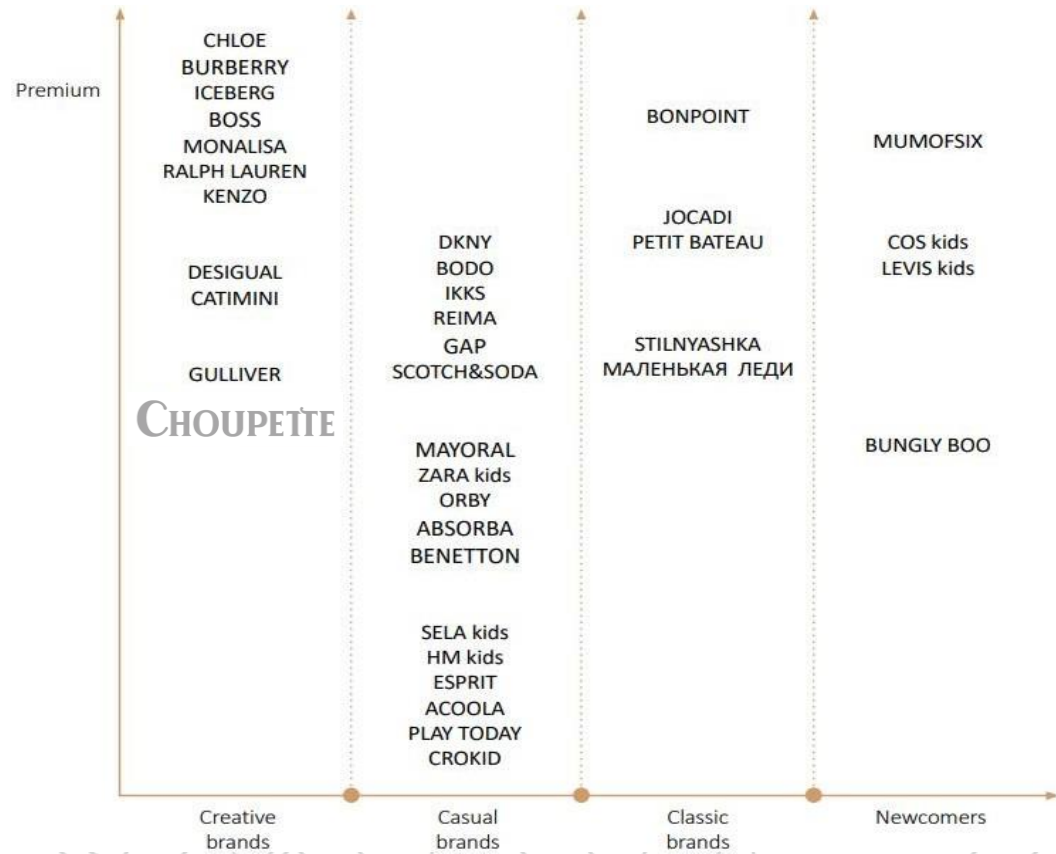 Premium
CHLOE
BURBERRY
ICEBERG
BOSS
MONALISA
RALPH LAUREN
KENZO
DESIGUAL
CATIMINI
GULLIVER
CHOUPETTE
DKNY
BODO
IKKS
REIMA
GAP
SCOTCH&SODA
MAYORAL
ZARA kids
ORBY
ABSORBA
BENETTON
SELA kids
HM kids
ESPRIT
ACOOLA
PLAY TODAY
CROKID
BONPOINT
JOCADI
PETIT BATEAU
STILNYASHKA
МАЛЕНЬКАЯ ЛЕДИ
MUMOFSIX
COS kids
LEVIS kids
BUNGLY BOO
Creative
brands
Casual
brands
Classic
brands
Newcomers